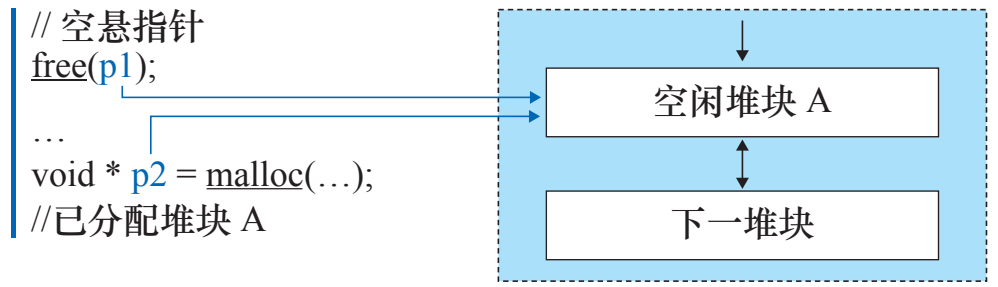 // 空悬指针
free(p1);
…
void * p2 = malloc(…);
//已分配堆块 A
空闲堆块 A
下一堆块